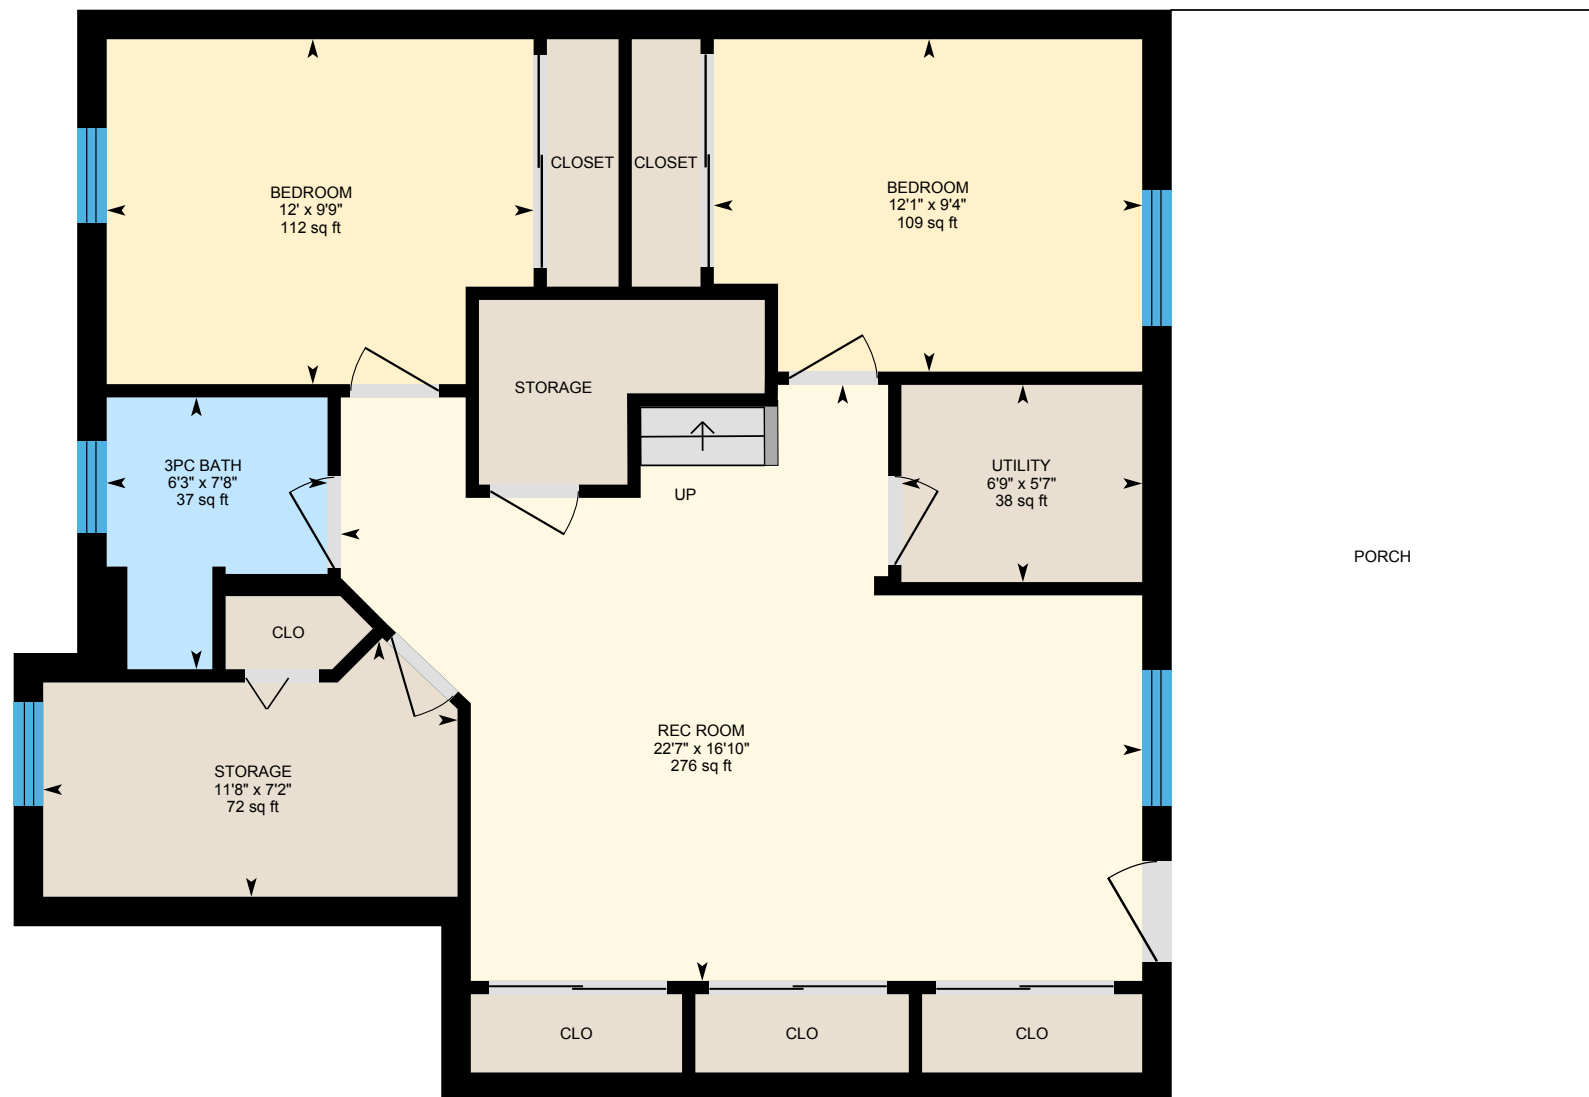 BEDROOM
12' x 9'9"
112 sq ft
CLOSET
CLOSET
BEDROOM
12'1" x 9'4"
109 sq ft
STORAGE
3PC BATH
6'3" x 7'8"
37 sq ft
UP
UTILITY
6'9" x 5'7"
38 sq ft
PORCH
CLO
STORAGE
11'8" x 7'2"
72 sq ft
REC ROOM
22'7" x 16'10"
276 sq ft
CLO
CLO
CLO